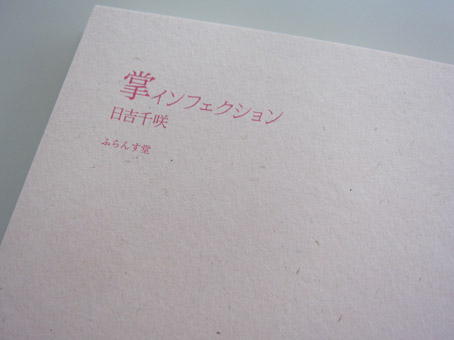 掌インフェクション
日吉千咲
ふらんす堂